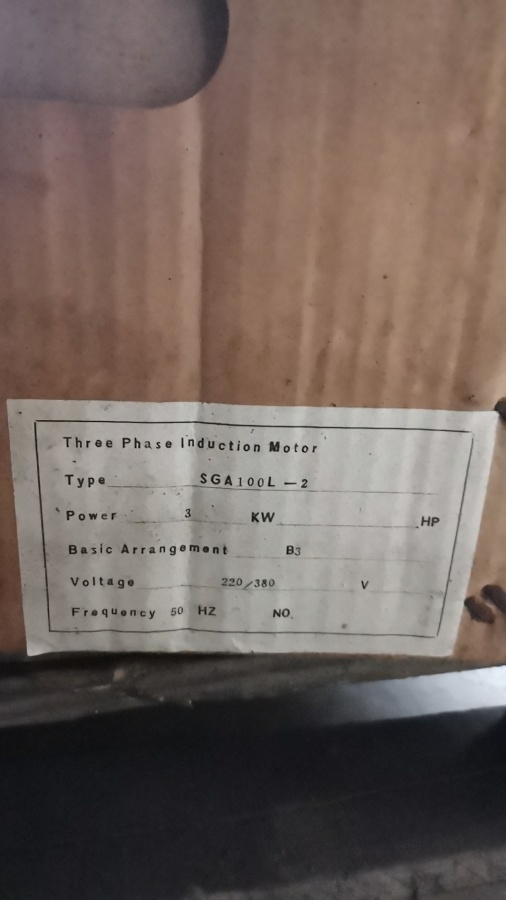 Three Phase Induction Motor
Type SGA100L-2
Power 3 KW HP
Basic Arrangement B3
Voltage 220/380 V
Frequency 50 HZ NO.